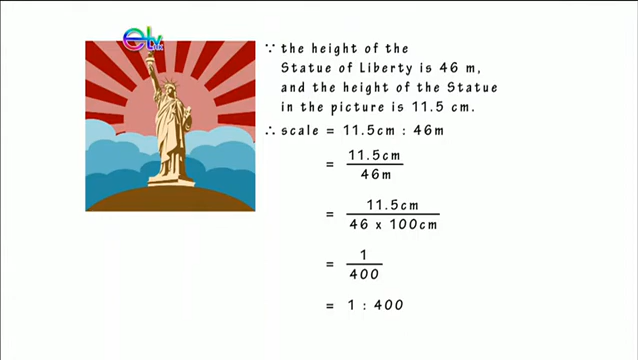 etv
∵ the height of the
Statue of Liberty is 46 m,
and the height of the Statue
in the picture is 11.5 cm.
∴ scale = 11.5cm : 46m
= 11.5cm
46m
= 11.5cm
46 x 100cm
= 1
400
= 1 : 400